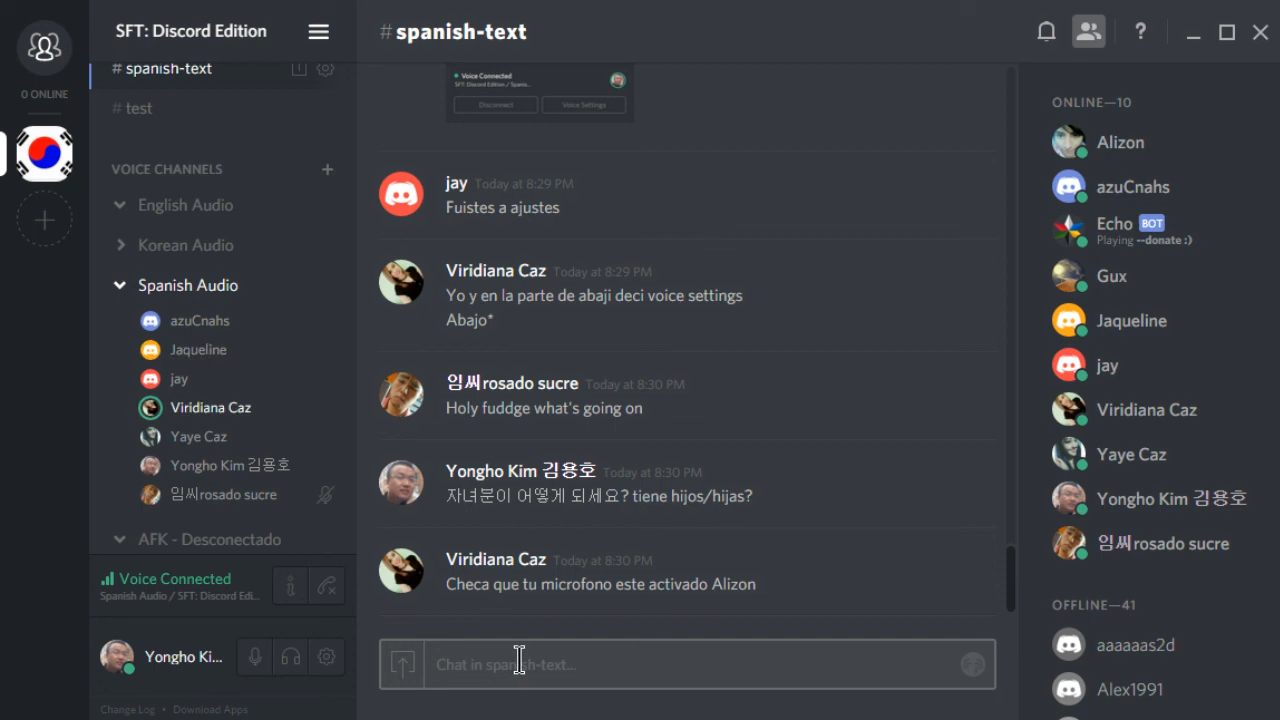 0 ONLINE
SFT: Discord Edition
# spanish-text
# test
VOICE CHANNELS
English Audio
Korean Audio
Spanish Audio
azuCnahs
Jaqueline
jay
Viridiana Caz
Yaye Caz
Yongho Kim 김용호
임씨rosado sucre
AFK - Desconectado
Voice Connected
Spanish Audio / SFT: Discord Edi...
Yongho Ki...
Change Log • Download Apps
# spanish-text
Voice Connected
SFT: Discord Edition / Spanis...
Disconnect Voice Settings
jay Today at 8:29 PM
Fuistes a ajustes
Viridiana Caz Today at 8:29 PM
Yo y en la parte de abaji deci voice settings
Abajo*
임씨rosado sucre Today at 8:30 PM
Holy fuddge what's going on
Yongho Kim 김용호 Today at 8:30 PM
자녀분이 어떻게 되세요? tiene hijos/hijas?
Viridiana Caz Today at 8:30 PM
Checa que tu microfono este activado Alizon
Chat in spanish-text...
ONLINE—10
Alizon
azuCnahs
Echo BOT
Playing --donate :)
Gux
Jaqueline
jay
Viridiana Caz
Yaye Caz
Yongho Kim 김용호
임씨rosado sucre
OFFLINE—41
aaaaaas2d
Alex1991